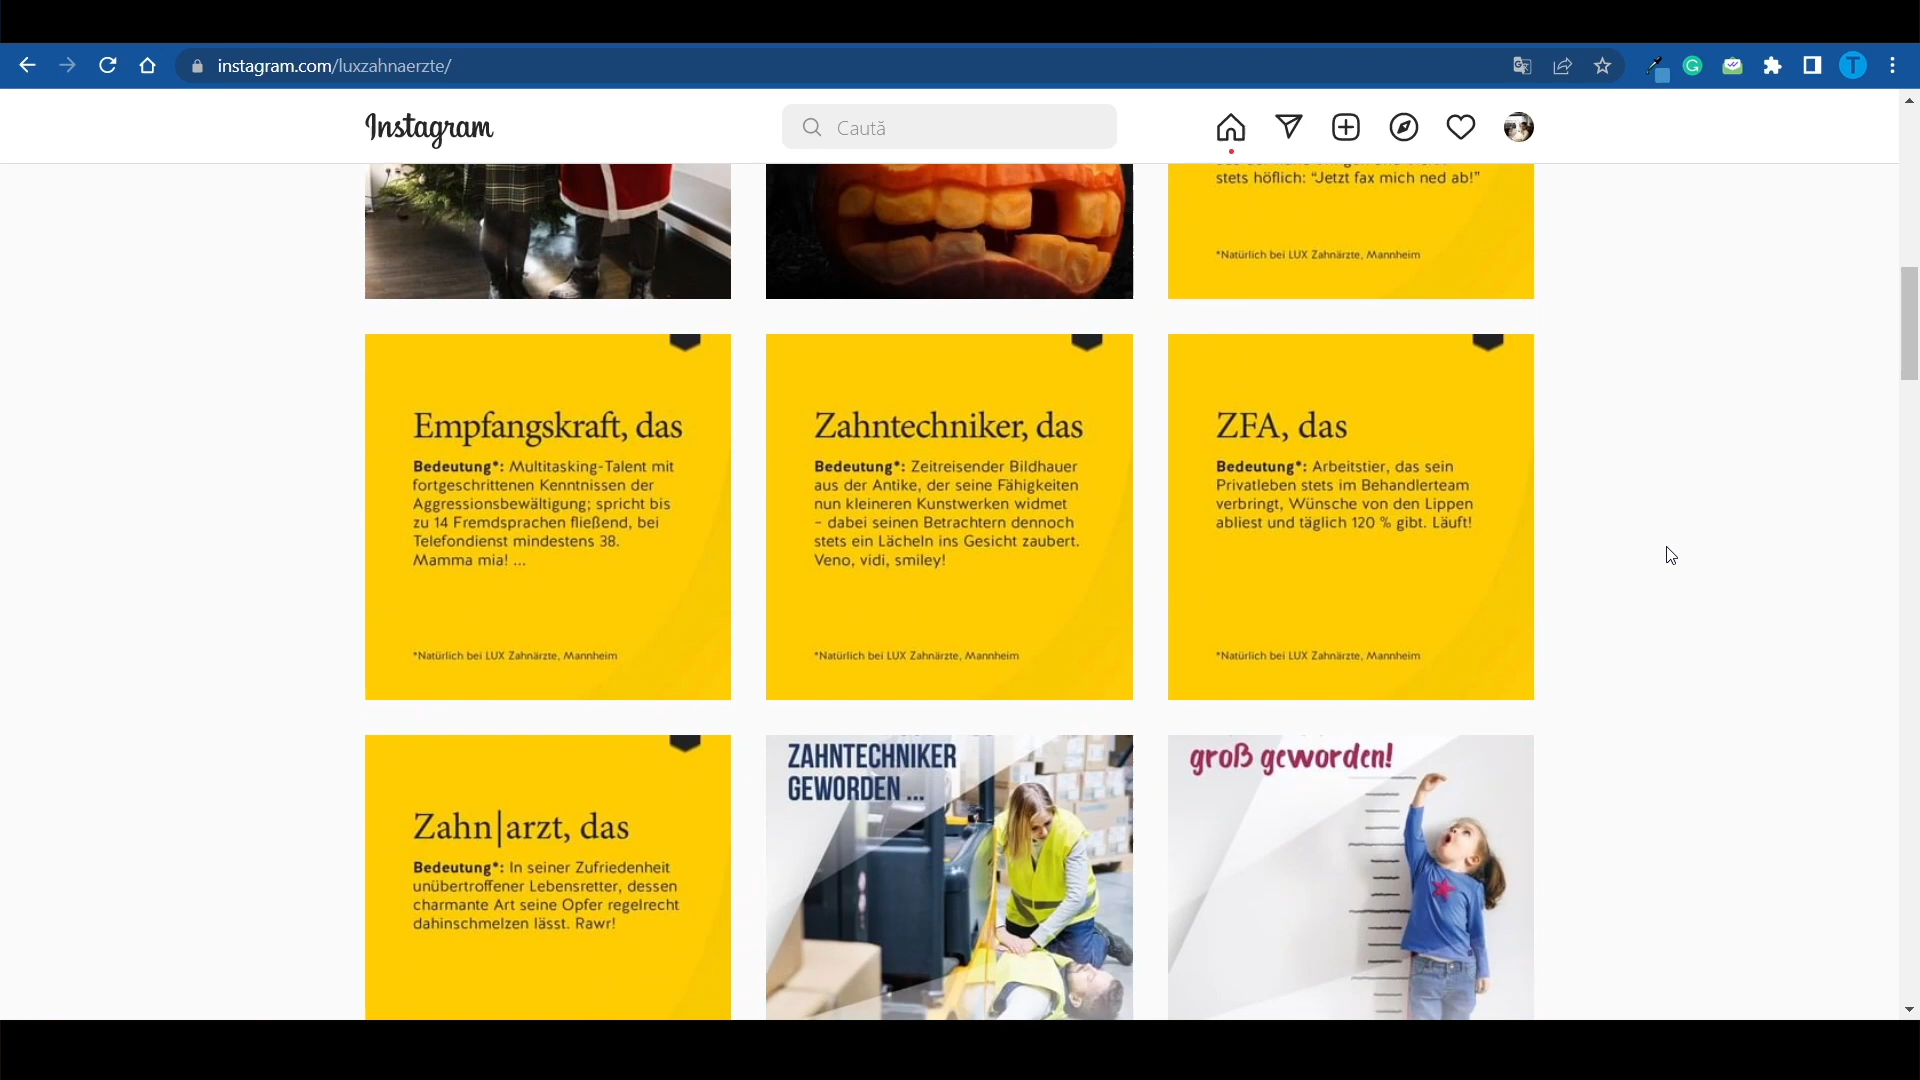 instagram.com/luxzahnaerzte/
Instagram
Caută
stets höflich: “Jetzt fax mich ned ab!”
*Natürlich bei LUX Zahnärzte, Mannheim
Empfangskraft, das
Bedeutung*: Multitasking-Talent mit
fortgeschrittenen Kenntnissen der
Aggressionsbewältigung; spricht bis
zu 14 Fremdsprachen fließend, bei
Telefondienst mindestens 38.
Mamma mia! ...
*Natürlich bei LUX Zahnärzte, Mannheim
Zahntechniker, das
Bedeutung*: Zeitreisender Bildhauer
aus der Antike, der seine Fähigkeiten
nun kleineren Kunstwerken widmet
– dabei seinen Betrachtern dennoch
stets ein Lächeln ins Gesicht zaubert.
Veno, vidi, smiley!
*Natürlich bei LUX Zahnärzte, Mannheim
ZFA, das
Bedeutung*: Arbeitstier, das sein
Privatleben stets im Behandlerteam
verbringt, Wünsche von den Lippen
abliest und täglich 120 % gibt. Läuft!
*Natürlich bei LUX Zahnärzte, Mannheim
Zahn|arzt, das
Bedeutung*: In seiner Zufriedenheit
unübertroffener Lebensretter, dessen
charmante Art seine Opfer regelrecht
dahinschmelzen lässt. Rawr!
ZAHNTECHNIKER
GEWORDEN ...
groß geworden!